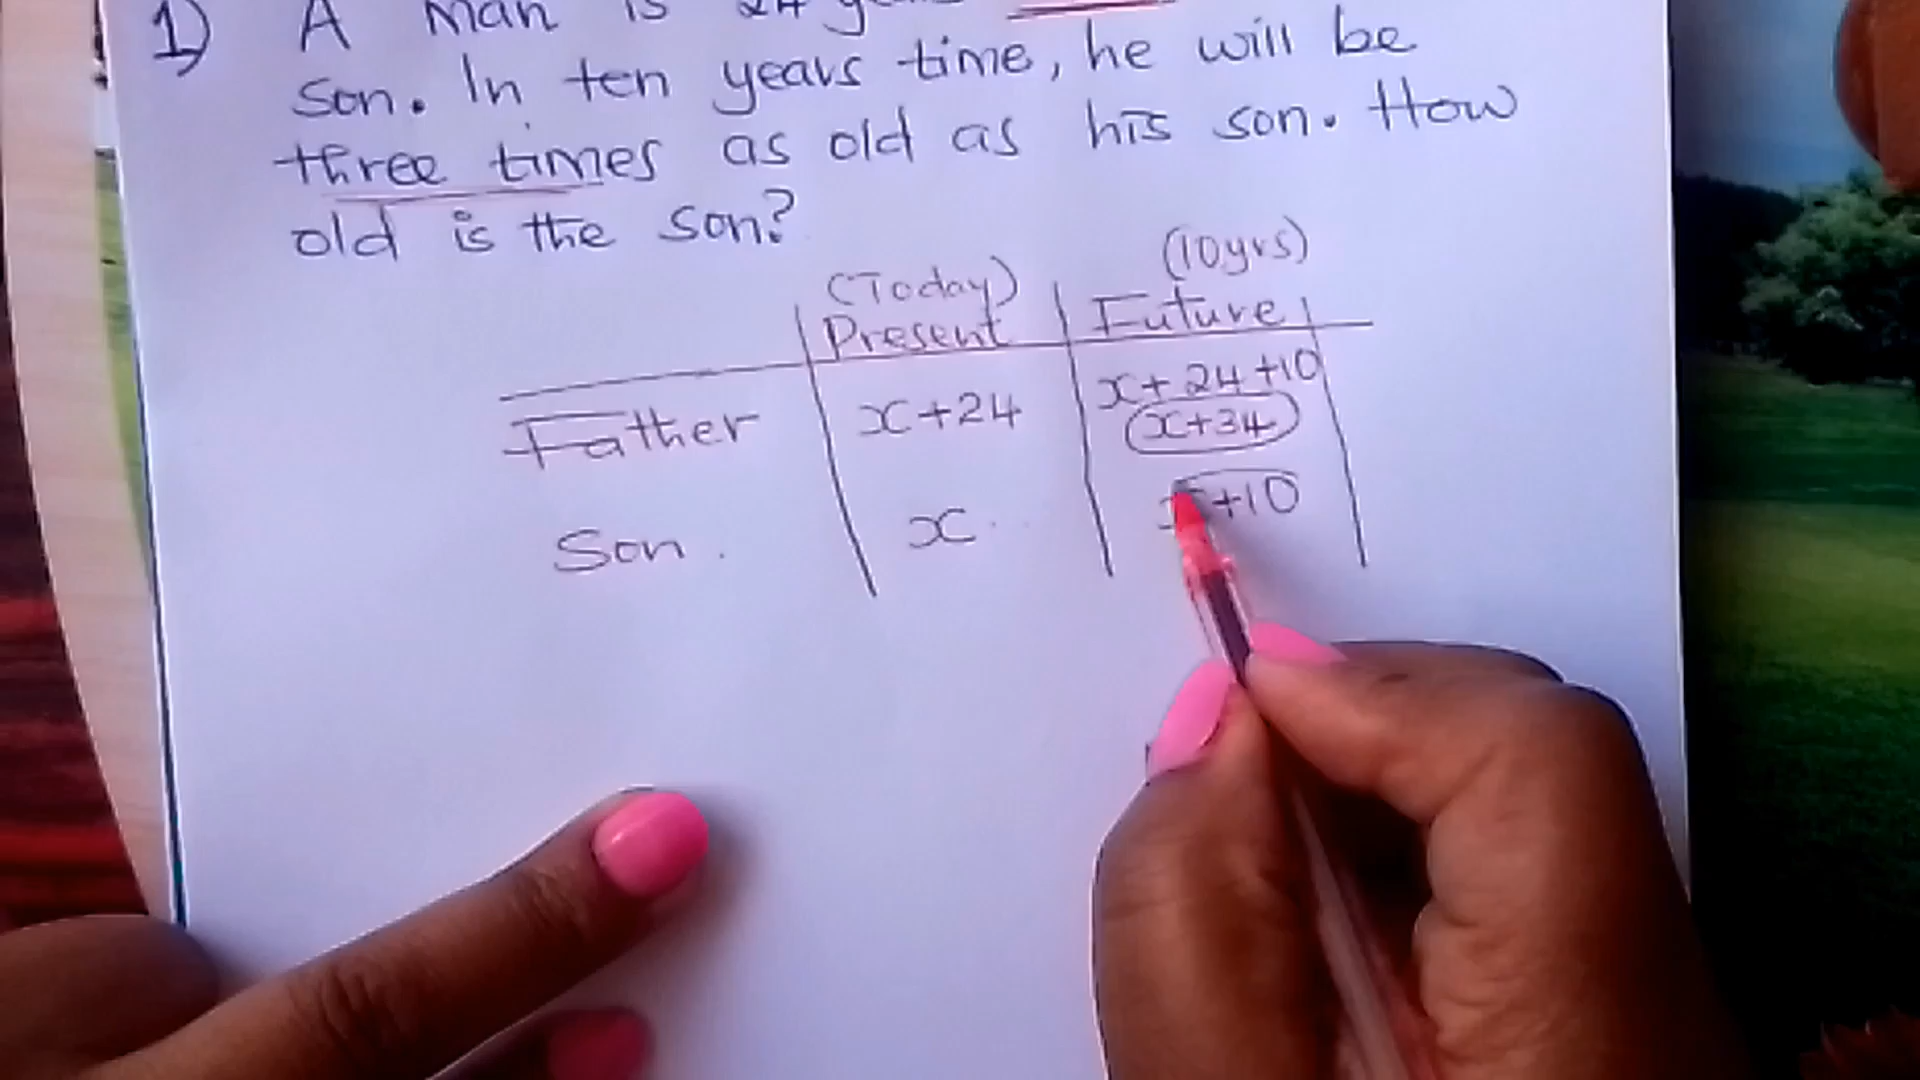 1) A man is 24 
son. In ten years time, he will be
three times as old as his son. How
old is the son?
(Today) (10yrs)
Present Future
Father x+24 x+24+10
x+34
Son. x x+10